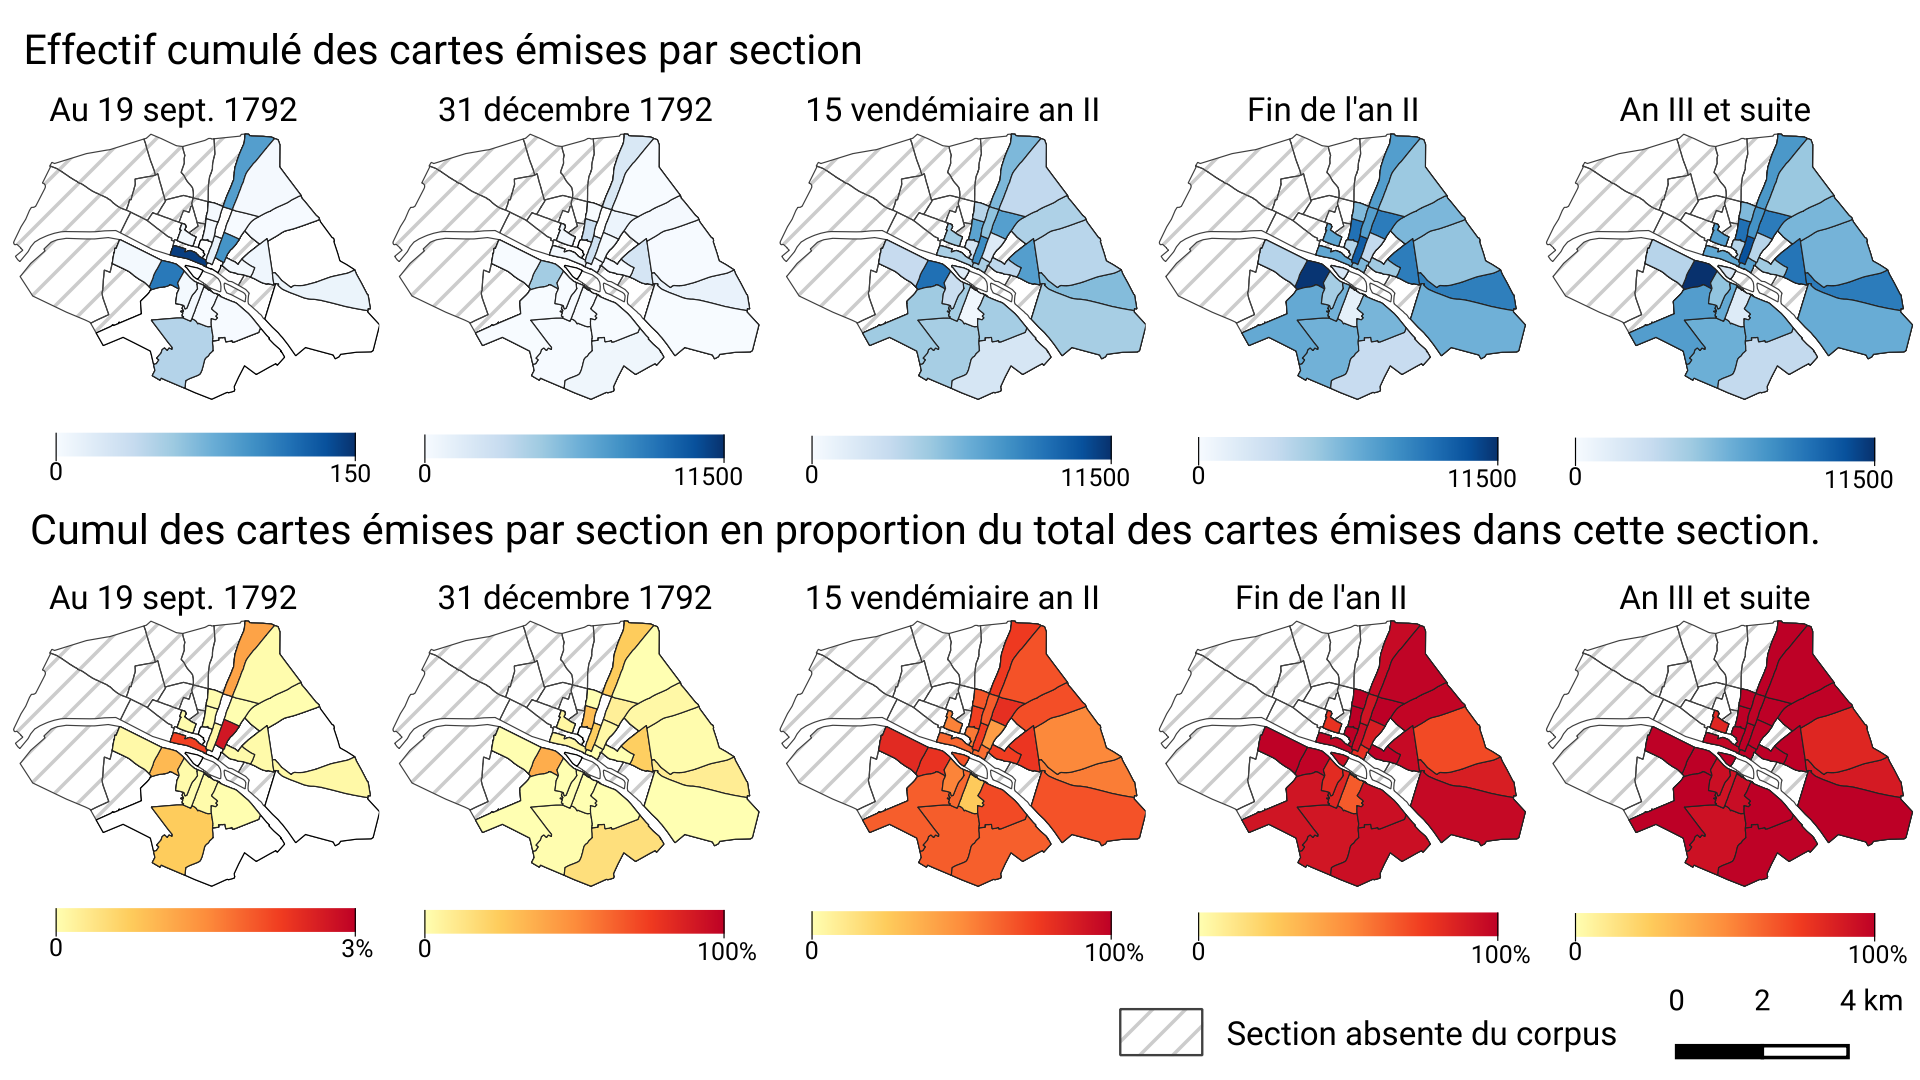 Effectif cumulé des cartes émises par section
Au 19 sept. 1792
31 décembre 1792
15 vendémiaire an II
Fin de l'an II
An III et suite
0 150
0 11500
0 11500
0 11500
0 11500
Cumul des cartes émises par section en proportion du total des cartes émises dans cette section.
Au 19 sept. 1792
31 décembre 1792
15 vendémiaire an II
Fin de l'an II
An III et suite
0 3%
0 100%
0 100%
0 100%
0 100%
0 2 4 km
Section absente du corpus